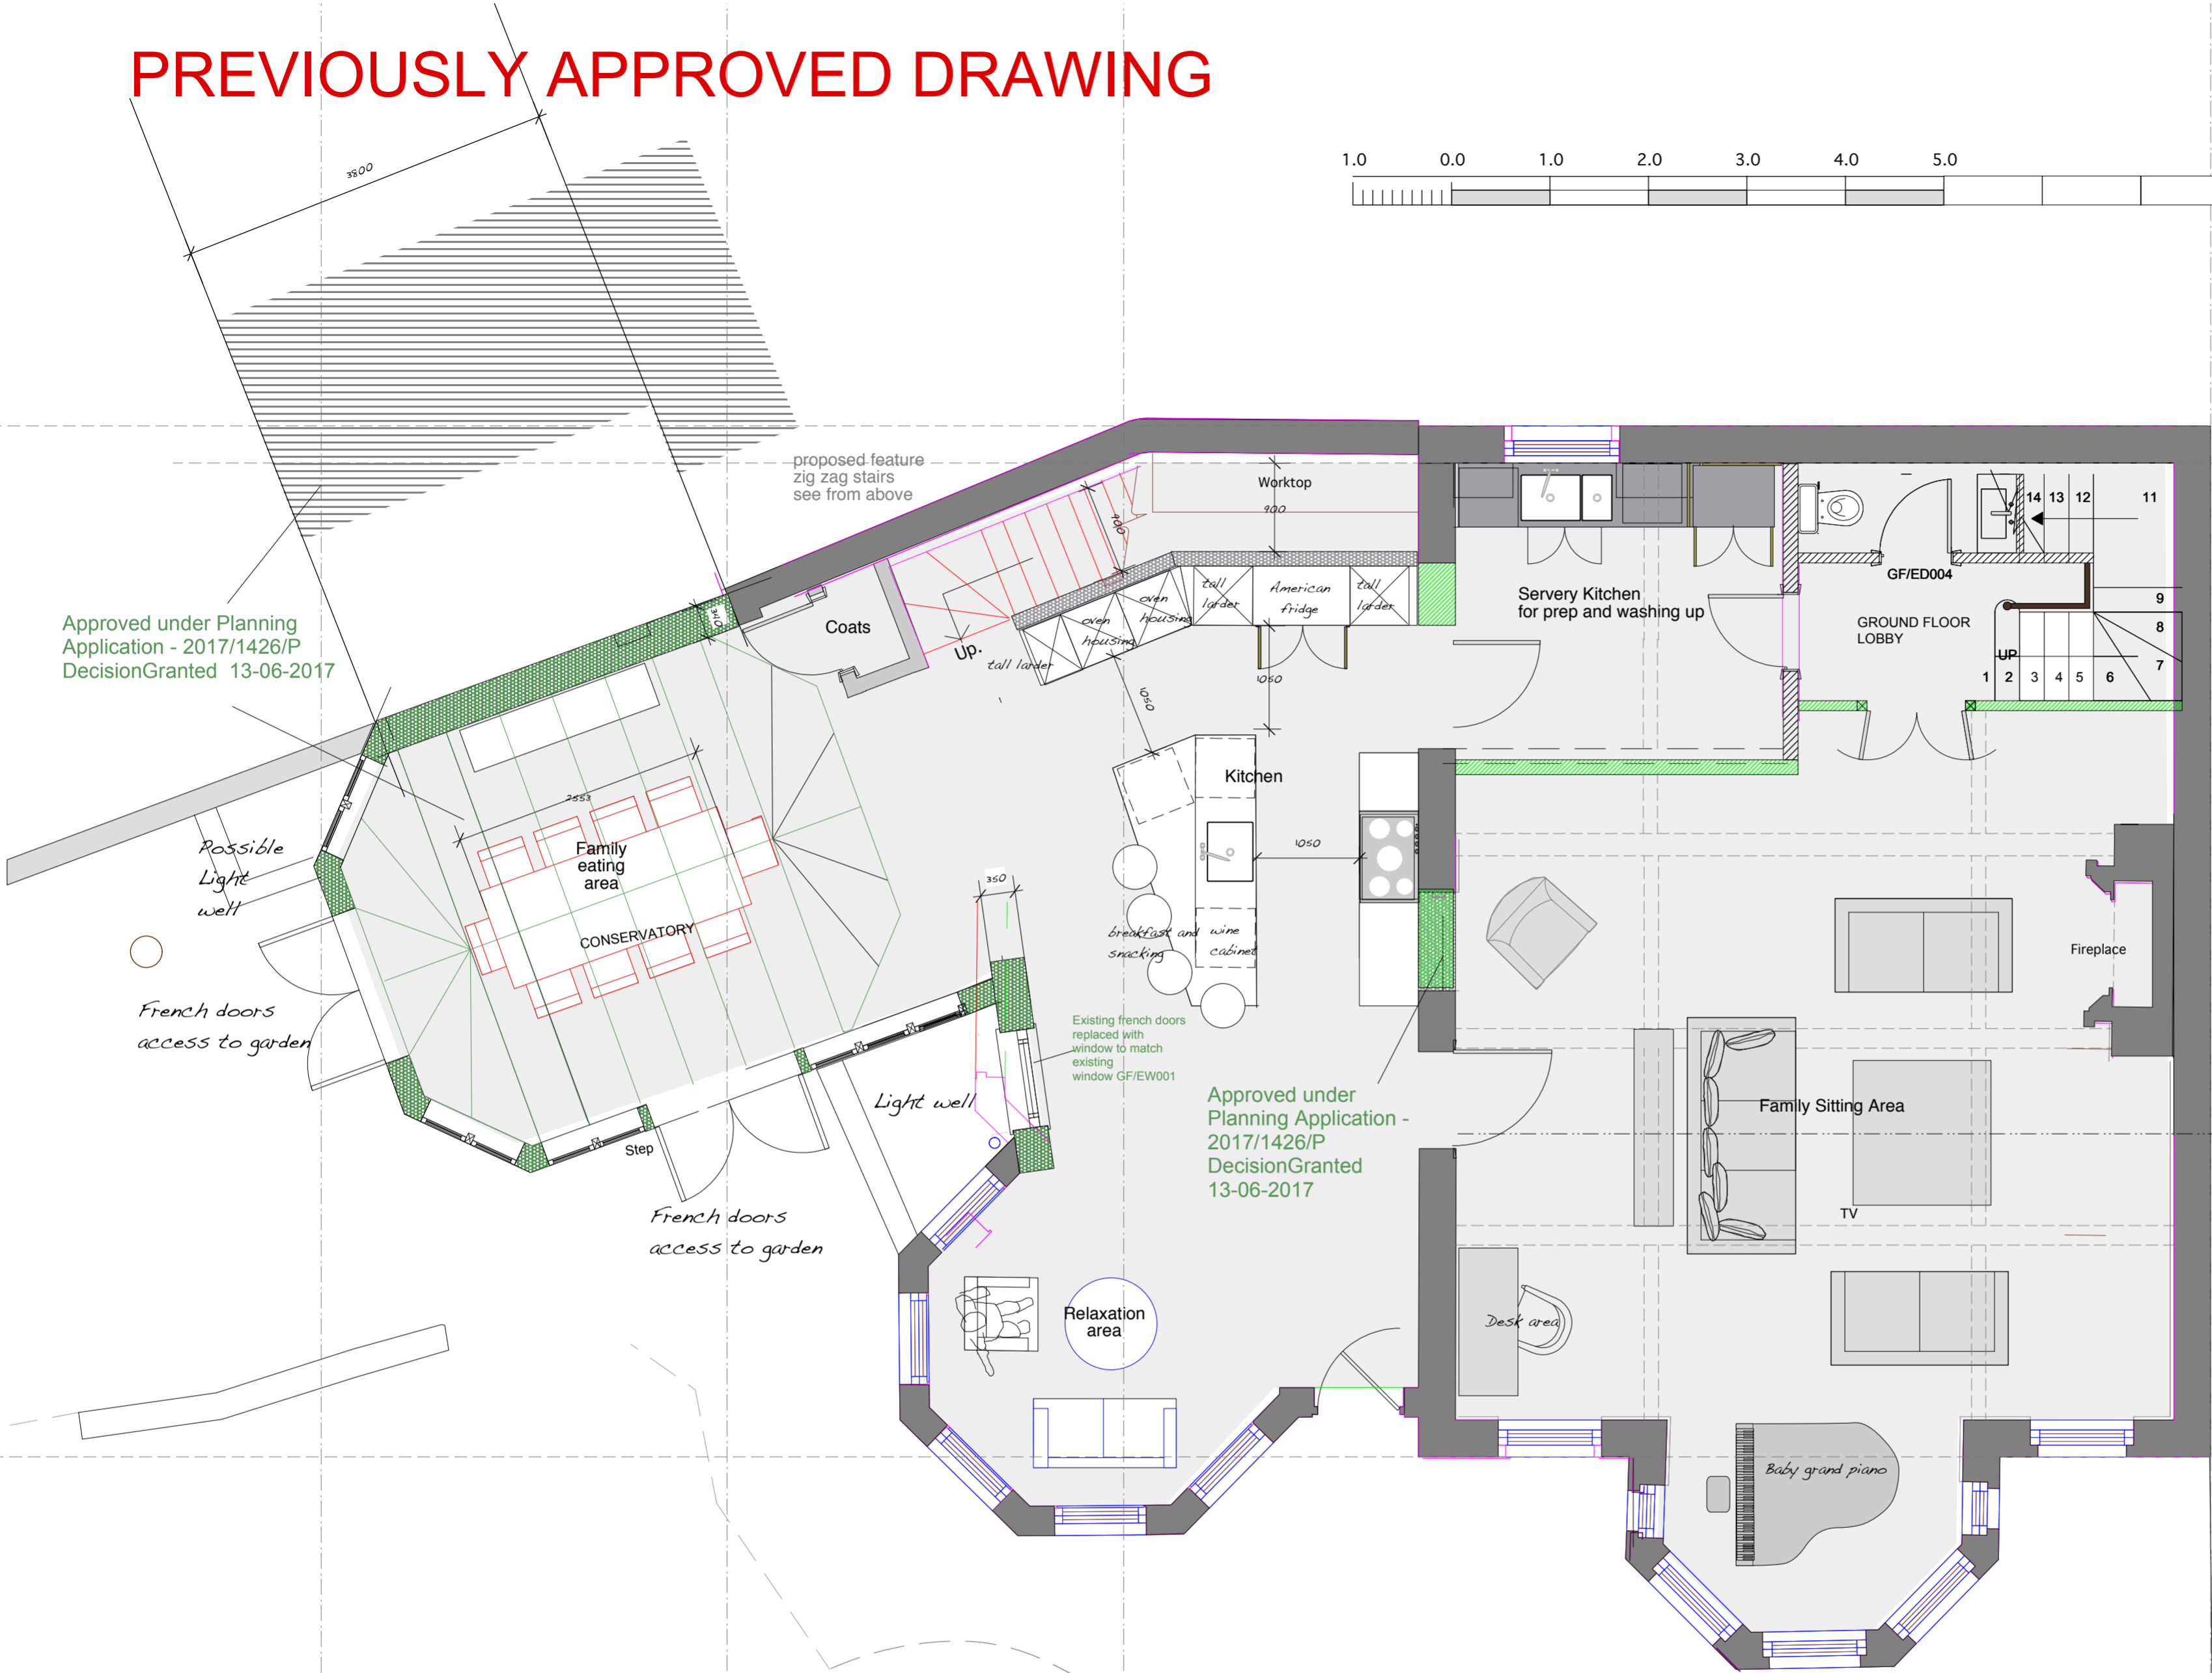 PREVIOUSLY APPROVED DRAWING
3800
1.0 0.0 1.0 2.0 3.0 4.0 5.0
proposed feature
zig zag stairs
see from above
Worktop
900
900
14 13 12 11
GF/ED004
9
8
7
GROUND FLOOR
LOBBY
UP
1 2 3 4 5 6
Servery Kitchen
for prep and washing up
tall
larder
American
fridge
tall
larder
oven
housing
oven
housing
tall larder
Up.
Coats
340
Approved under Planning
Application - 2017/1426/P
DecisionGranted 13-06-2017
1050
1050
Kitchen
1050
2553
Family
eating
area
CONSERVATORY
Possible
Light
well
350
breakfast and
snacking
wine
cabinet
Fireplace
French doors
access to garden
Existing french doors
replaced with
window to match
existing
window GF/EW001
Light well
Approved under
Planning Application -
2017/1426/P
DecisionGranted
13-06-2017
Family Sitting Area
TV
Step
French doors
access to garden
Relaxation
area
Desk area
Baby grand piano